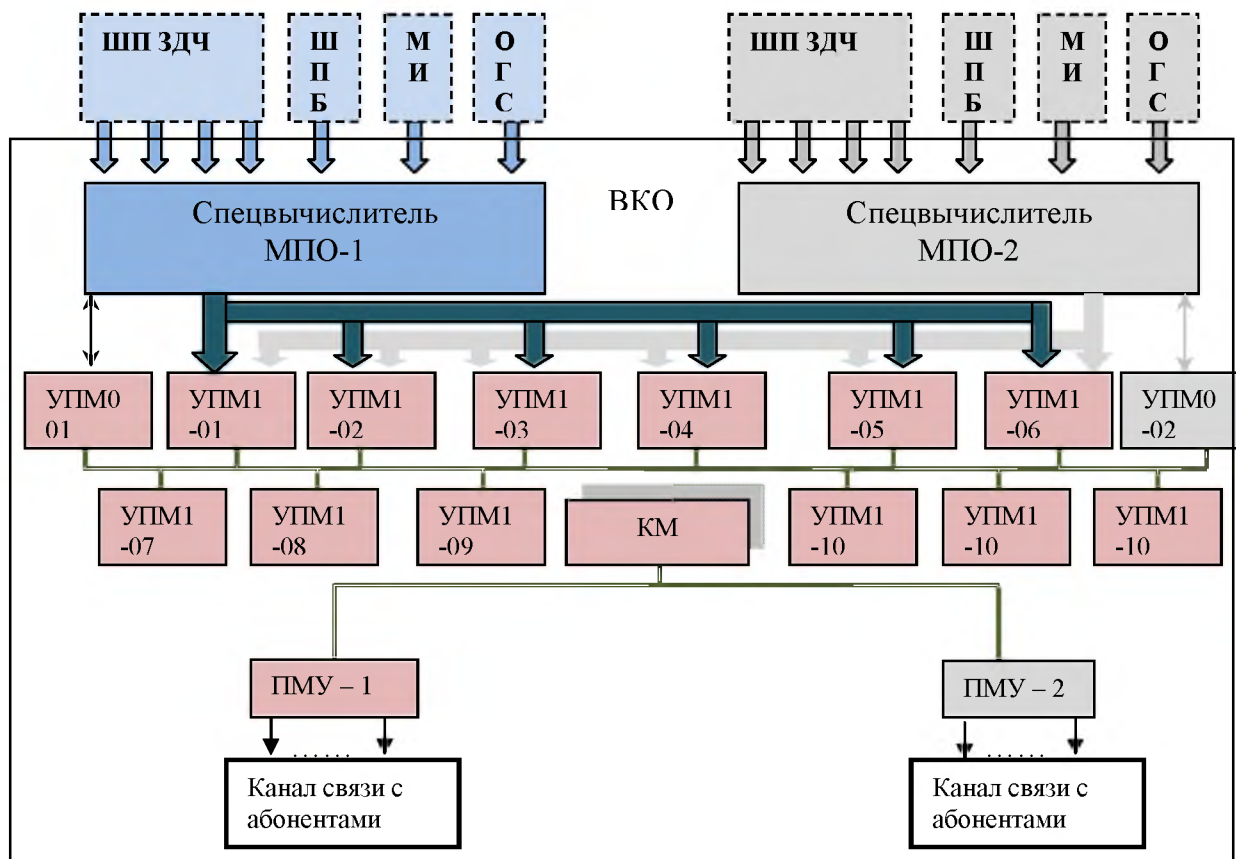 ШП ЗДЧ
Ш
П
Б
М
И
О
Г
С
ШП ЗДЧ
Ш
П
Б
М
И
О
Г
С
Спецвычислитель
МПО-1
ВКО
Спецвычислитель
МПО-2
УПМ0
01
УПМ1
-01
УПМ1
-02
УПМ1
-03
УПМ1
-04
УПМ1
-05
УПМ1
-06
УПМ0
-02
УПМ1
-07
УПМ1
-08
УПМ1
-09
КМ
УПМ1
-10
УПМ1
-10
УПМ1
-10
ПМУ – 1
ПМУ – 2
......
......
Канал связи с
абонентами
Канал связи с
абонентами